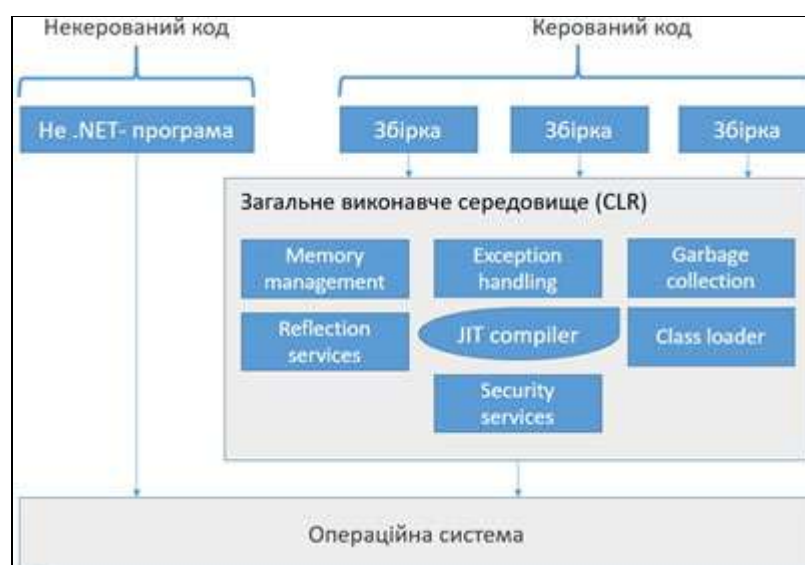 Некерований код
Керований код
Не .NET- програма
Збірка
Збірка
Збірка
Загальне виконавче середовище (CLR)
Memory
management
Exception
handling
Garbage
collection
Reflection
services
JIT compiler
Class loader
Security
services
Операційна система